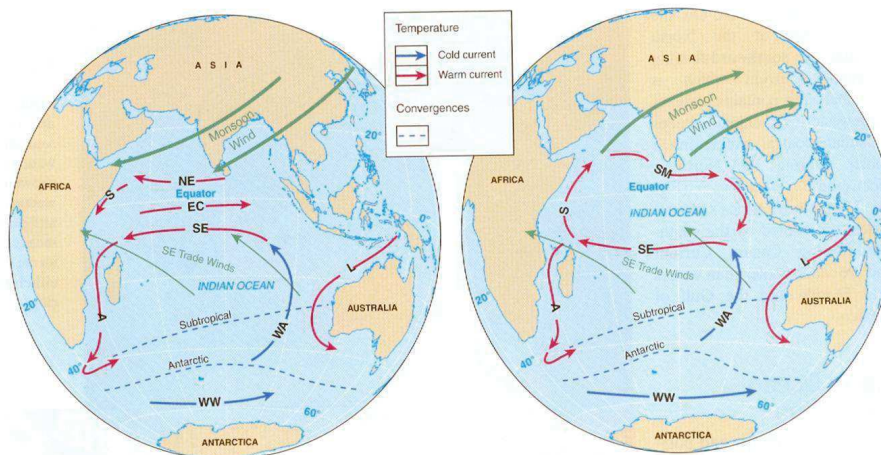 Temperature
Cold current
Warm current
Convergences
A S I A
Monsoon
Wind
20°
AFRICA
NE
Equator
S
EC
SE
0°
SE Trade Winds
L
INDIAN OCEAN
20°
AUSTRALIA
A
Subtropical
WA
Antarctic
40°
WW
60°
ANTARCTICA
A S I A
Monsoon
Wind
20°
AFRICA
SM
Equator
S
INDIAN OCEAN
0°
SE
L
SE Trade Winds
20°
AUSTRALIA
A
Subtropical
WA
Antarctic
40°
WW
60°
ANTARCTICA